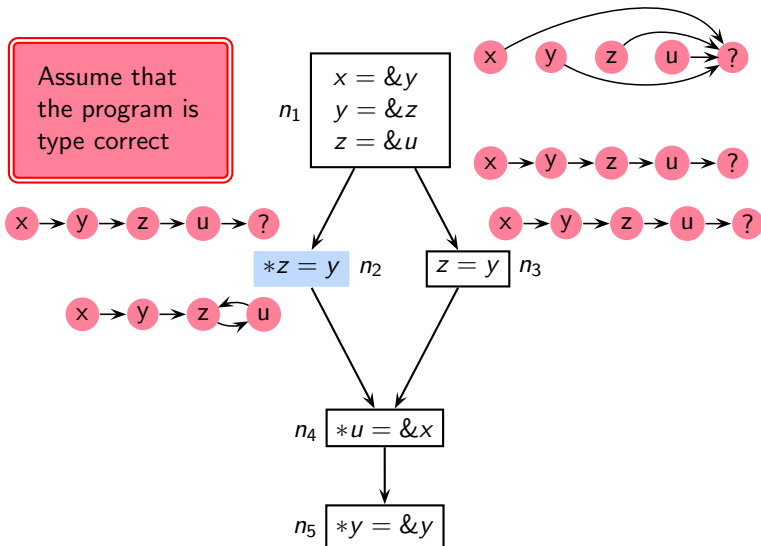 Assume that
the program is
type correct
x y z u ?
n1
x = &y
y = &z
z = &u
x y z u ?
x y z u ?
x y z u ?
*z = y n2
z = y n3
x y z u
n4 *u = &x
n5 *y = &y